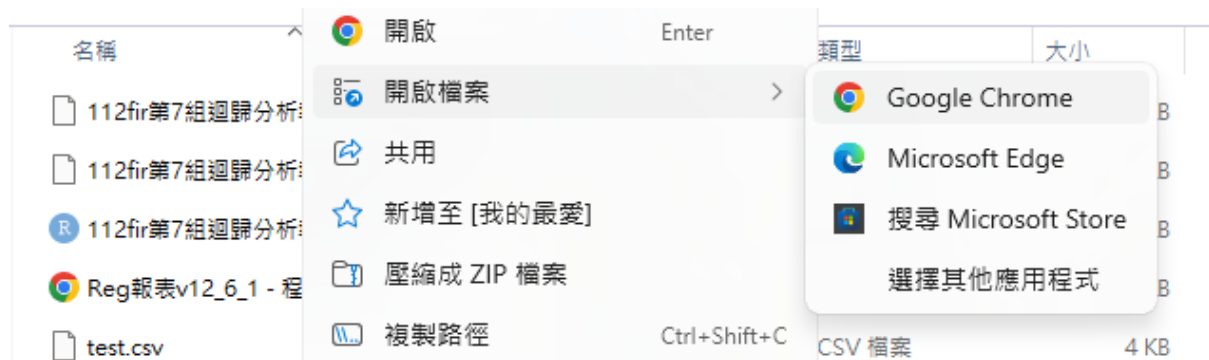 名稱
類型
大小
112fir第7組迴歸分析
112fir第7組迴歸分析
R 112fir第7組迴歸分析
Reg報表v12_6_1 - 程
test.csv
CSV 檔案
4 KB
開啟 Enter
開啟檔案 >
共用
新增至 [我的最愛]
壓縮成 ZIP 檔案
複製路徑 Ctrl+Shift+C
Google Chrome
Microsoft Edge
搜尋 Microsoft Store
選擇其他應用程式
B
B
B
B